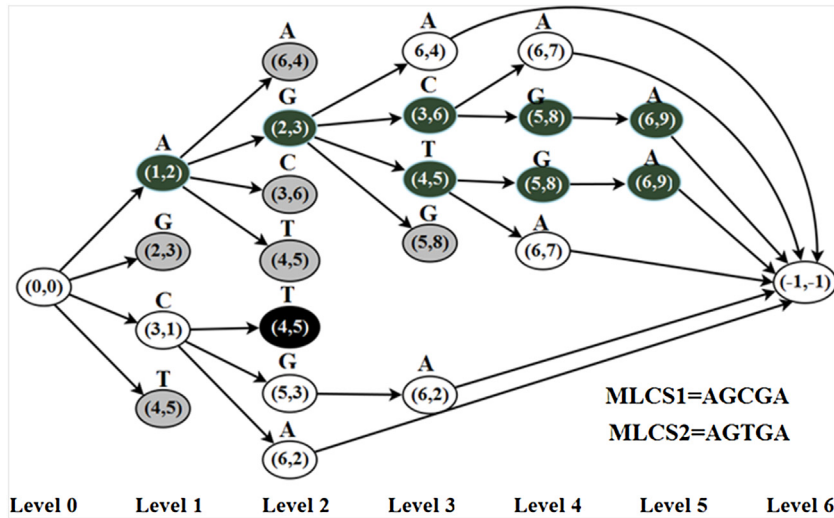 A
(6,4)
G
(2,3)
C
(3,6)
T
(4,5)
T
(4,5)
G
(5,3)
A
(6,2)
A
(1,2)
G
(2,3)
C
(3,1)
T
(4,5)
(0,0)
A
6,4)
C
(3,6)
T
(4,5)
G
(5,8)
A
(6,2)
A
(6,7)
G
(5,8)
G
(5,8)
A
(6,7)
A
(6,9)
A
(6,9)
(-1,-1)
MLCS1=AGCGA
MLCS2=AGTGA
Level 0 Level 1 Level 2 Level 3 Level 4 Level 5 Level 6